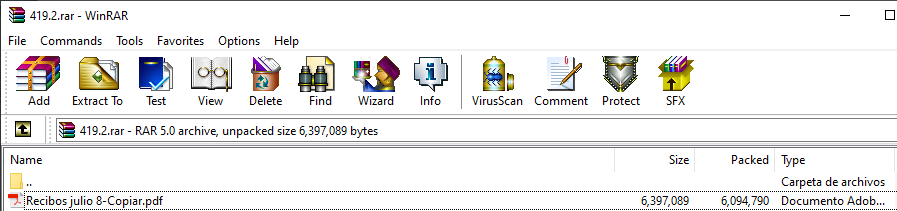 419.2.rar - WinRAR
File Commands Tools Favorites Options Help
Add Extract To Test View Delete Find Wizard Info VirusScan Comment Protect SFX
419.2.rar - RAR 5.0 archive, unpacked size 6,397,089 bytes
Name Size Packed Type
.. Carpeta de archivos
Recibos julio 8-Copiar.pdf 6,397,089 6,094,790 Documento Adob...